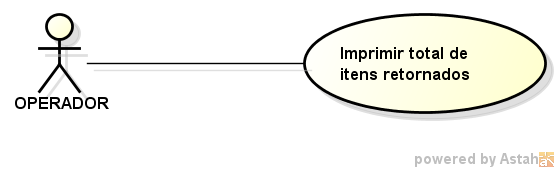 Imprimir total de
itens retornados
OPERADOR
powered by Astah